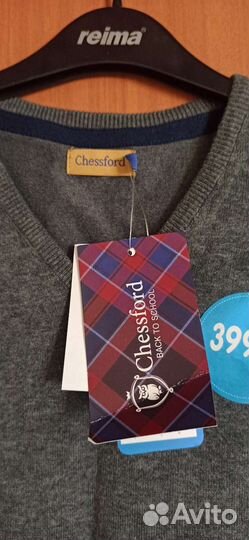 reima
Chessford
Chessford
BACK TO SCHOOL
399
Avito